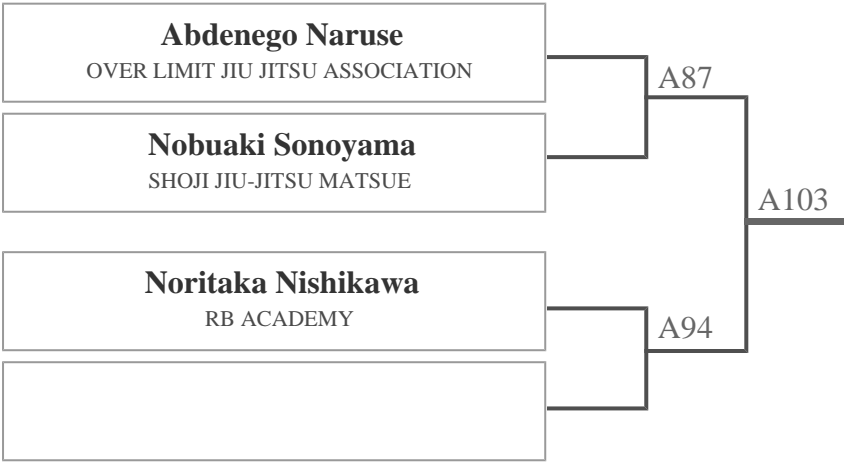 Abdenego Naruse
OVER LIMIT JIU JITSU ASSOCIATION
A87
Nobuaki Sonoyama
SHOJI JIU-JITSU MATSUE
A103
Noritaka Nishikawa
RB ACADEMY
A94